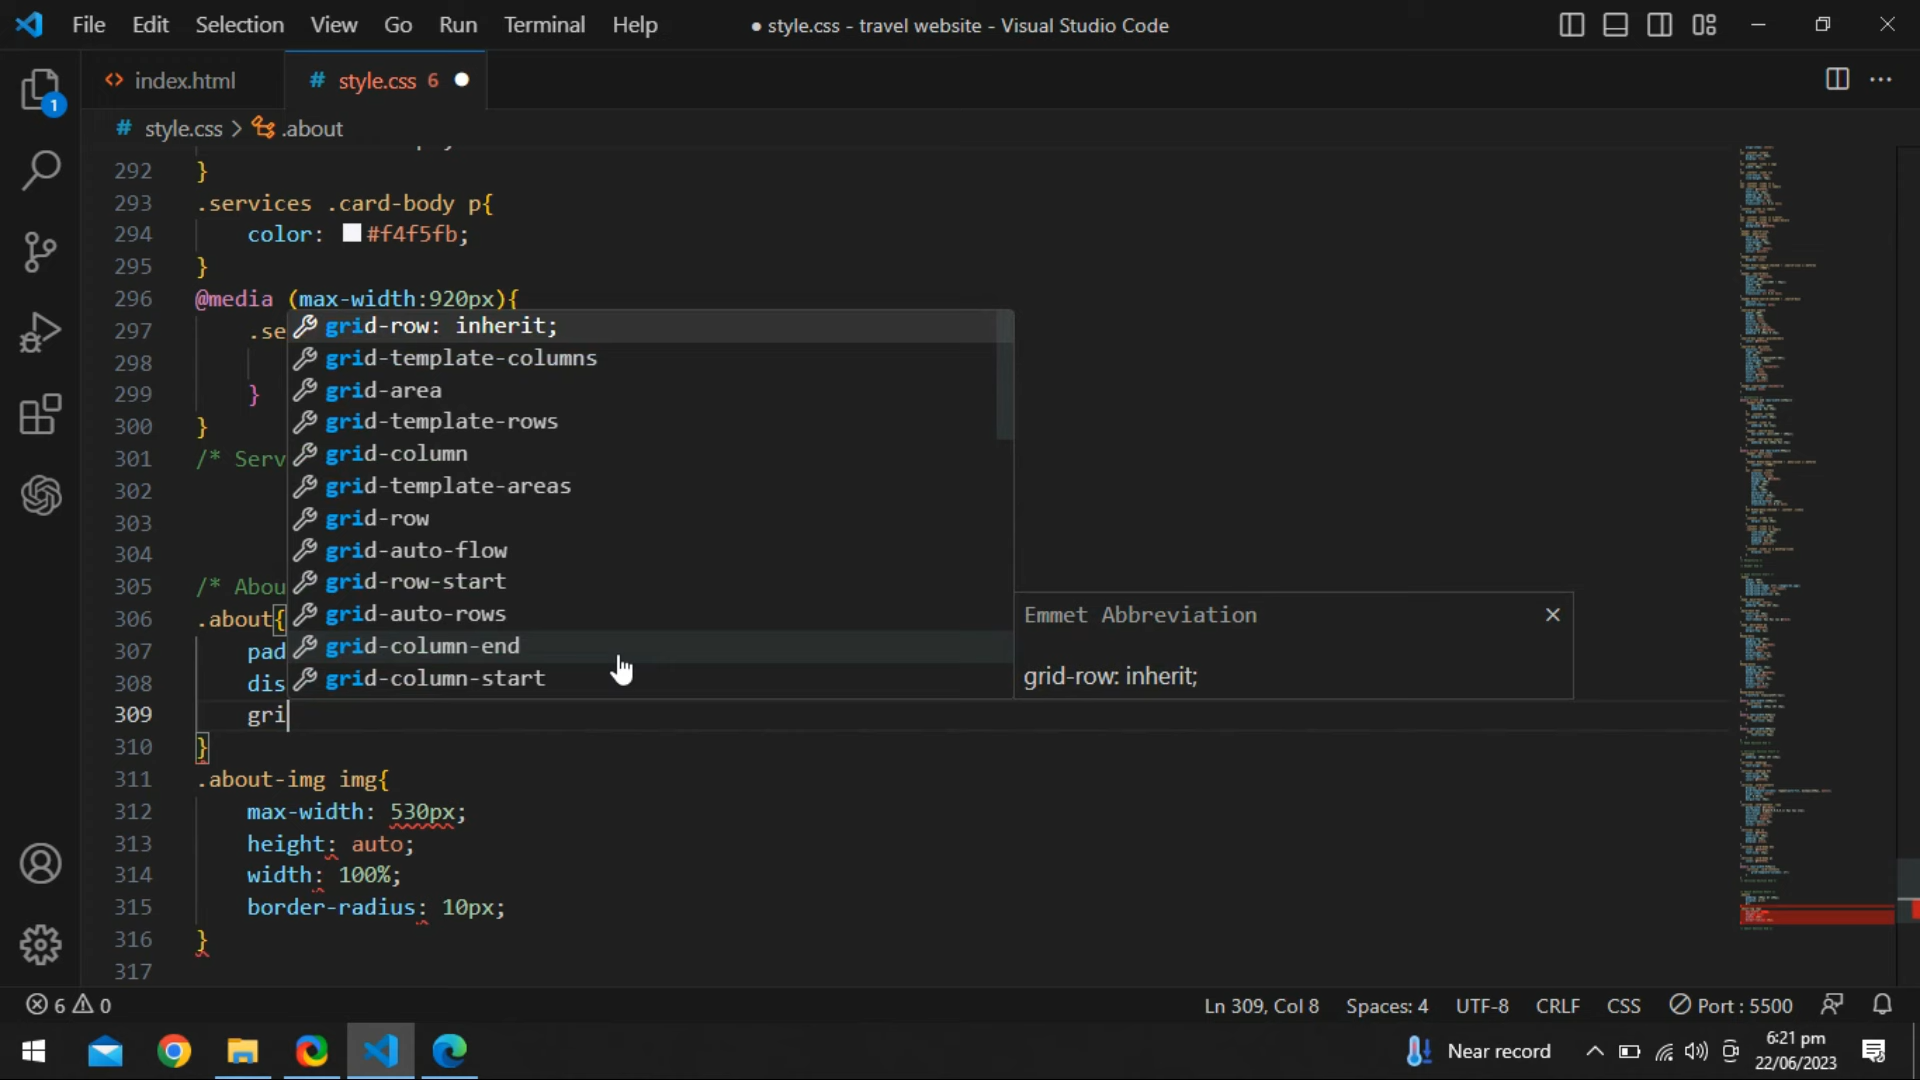 File Edit Selection View Go Run Terminal Help
● style.css - travel website - Visual Studio Code
<> index.html
# style.css 6 ●
# style.css > .about
292 }
293 .services .card-body p{
294 color: #f4f5fb;
295 }
296 @media (max-width:920px){
297 .se
298
299 }
300 }
301 /* Serv
302
303
304
305 /* Abou
306 .about{
307 pad
308 dis
309 gri
310 }
311 .about-img img{
312 max-width: 530px;
313 height: auto;
314 width: 100%;
315 border-radius: 10px;
316 }
317
grid-row: inherit;
grid-template-columns
grid-area
grid-template-rows
grid-column
grid-template-areas
grid-row
grid-auto-flow
grid-row-start
grid-auto-rows
grid-column-end
grid-column-start
Emmet Abbreviation
grid-row: inherit;
1
6 0
Ln 309, Col 8 Spaces: 4 UTF-8 CRLF CSS Port : 5500
Near record
6:21 pm
22/06/2023